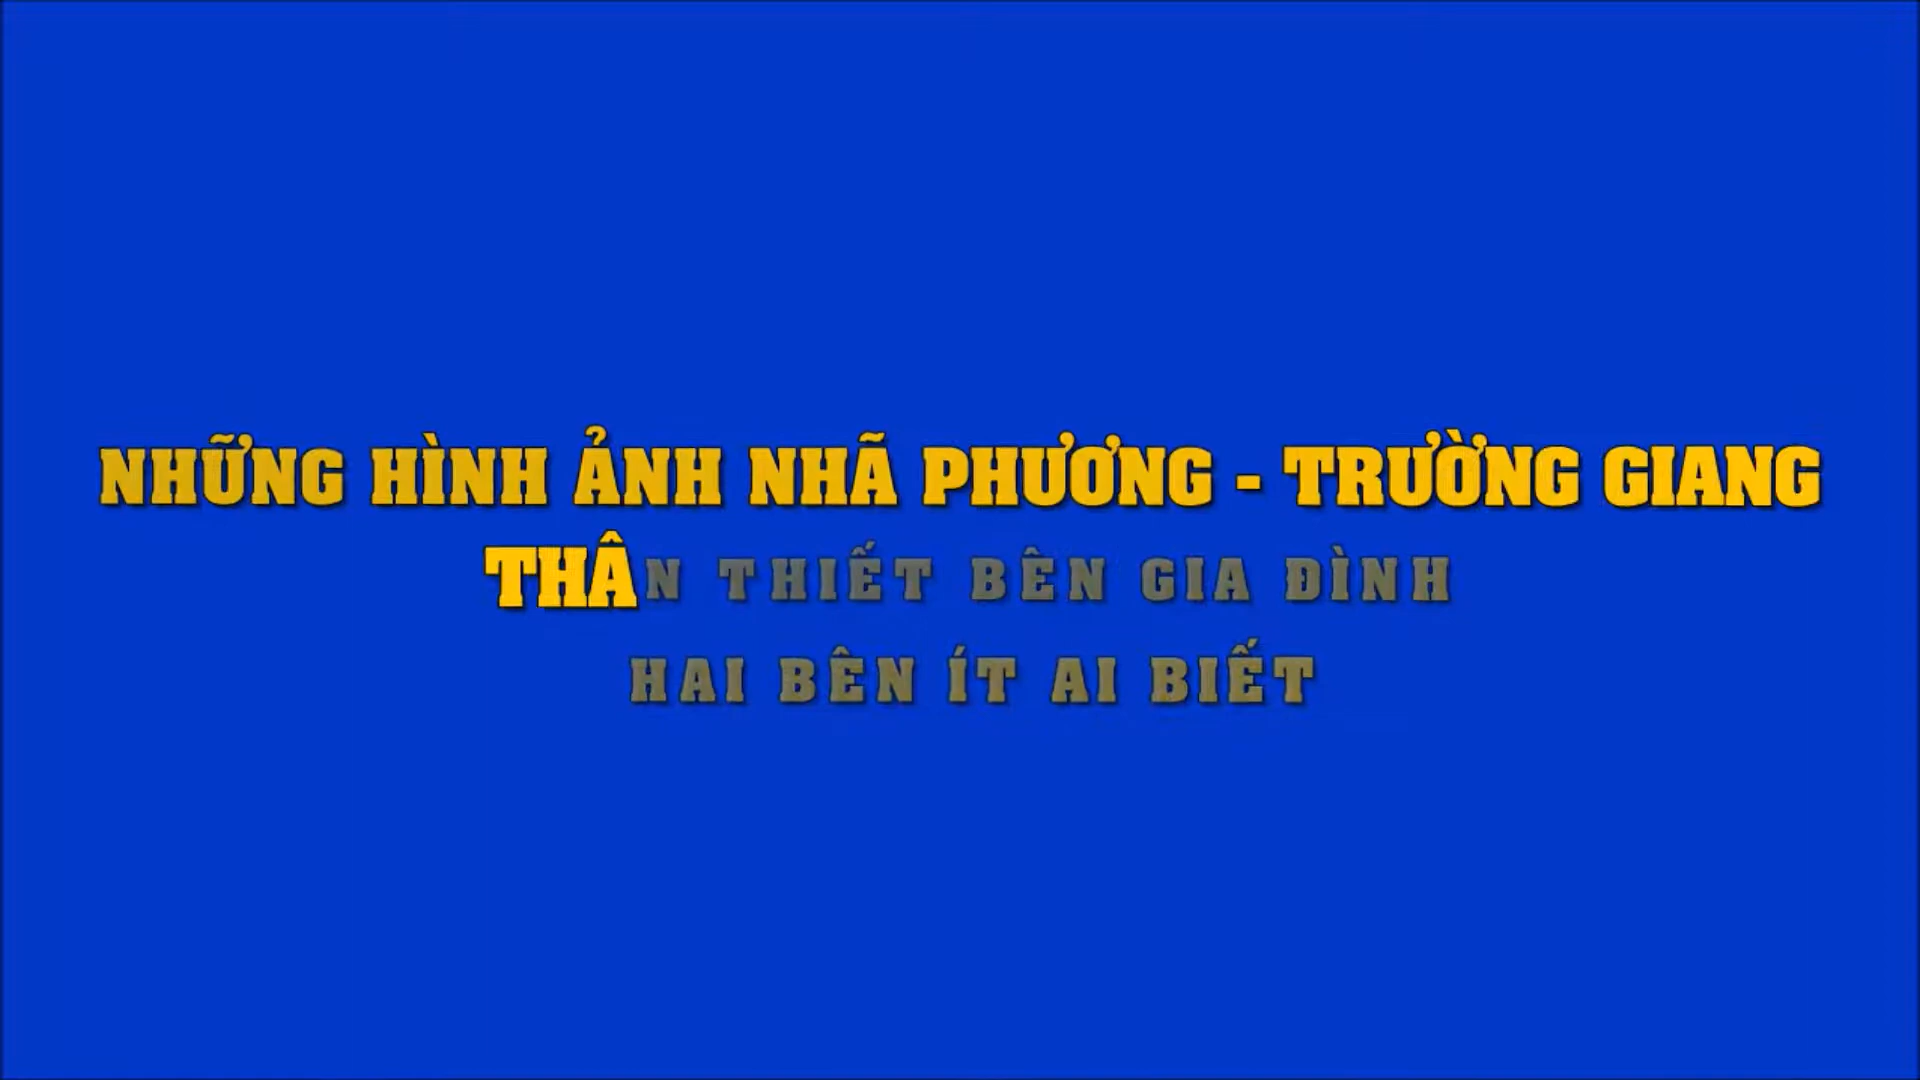 NHỮNG HÌNH ẢNH NHÃ PHƯƠNG - TRƯỜNG GIANG
THÂN THIẾT BÊN GIA ĐÌNH
HAI BÊN ÍT AI BIẾT